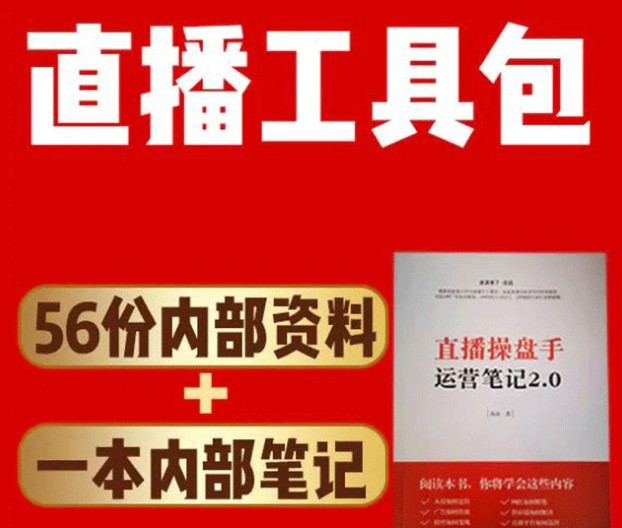 直播工具包
56份内部资料
+
一本内部笔记
直播操盘手
运营笔记2.0
阅读本书，你将学会这些内容